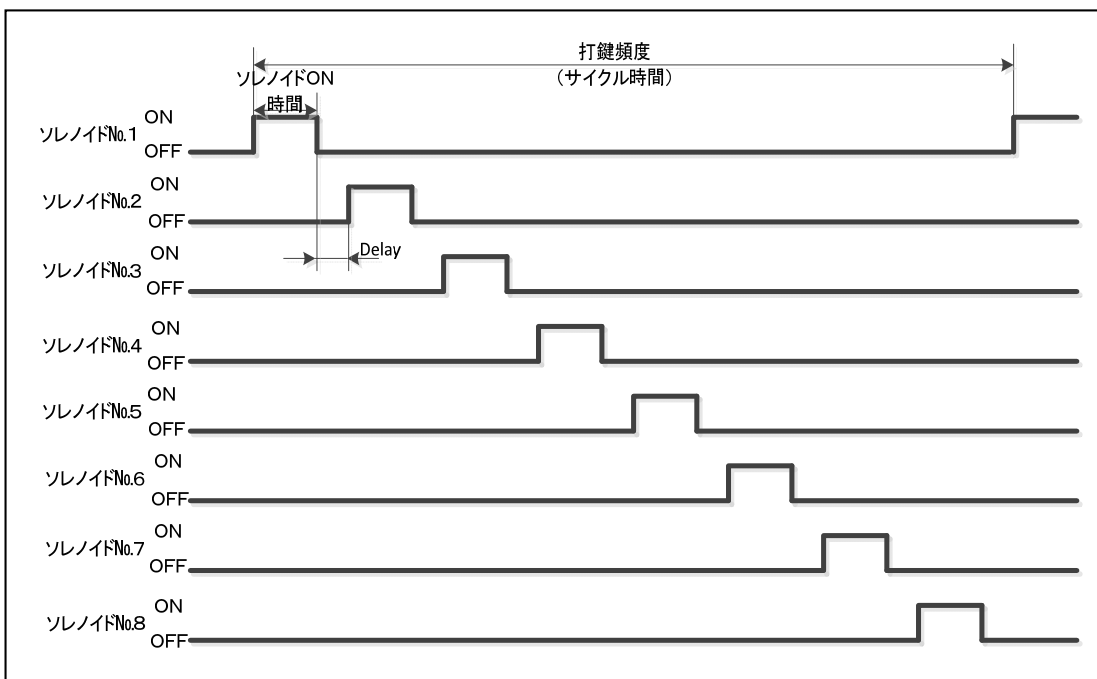 打鍵頻度
(サイクル時間)
ソレノイドON
時間
ON
ソレノイド№1
OFF
ON
ソレノイド№2
OFF
Delay
ON
ソレノイド№3
OFF
ON
ソレノイド№4
OFF
ON
ソレノイド№5
OFF
ON
ソレノイド№6
OFF
ON
ソレノイド№7
OFF
ON
ソレノイド№8
OFF